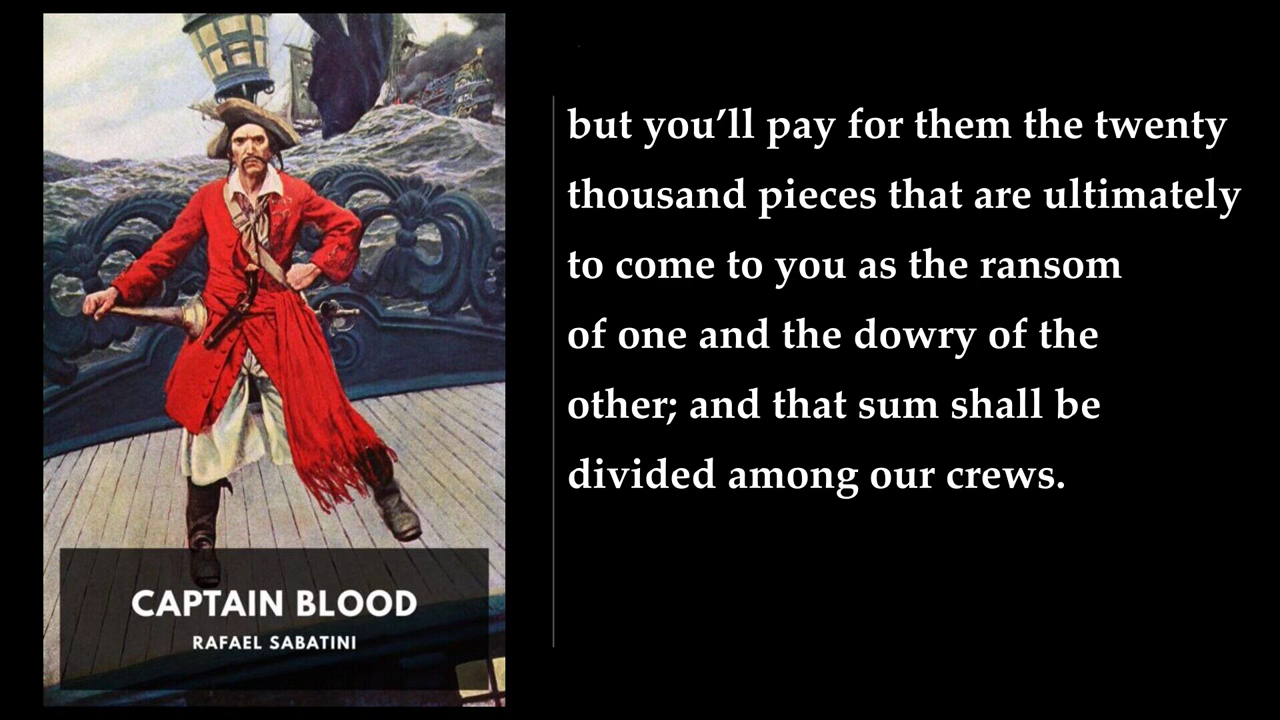 but you’ll pay for them the twenty
thousand pieces that are ultimately
to come to you as the ransom
of one and the dowry of the
other; and that sum shall be
divided among our crews.
CAPTAIN BLOOD
RAFAEL SABATINI